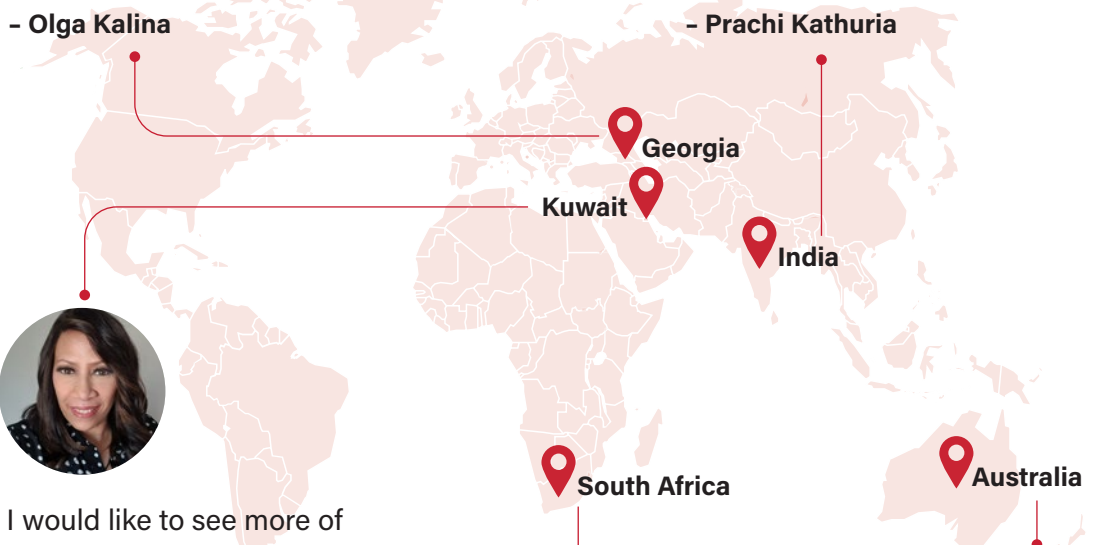 – Olga Kalina
– Prachi Kathuria
Georgia
Kuwait
India
South Africa
Australia
I would like to see more of